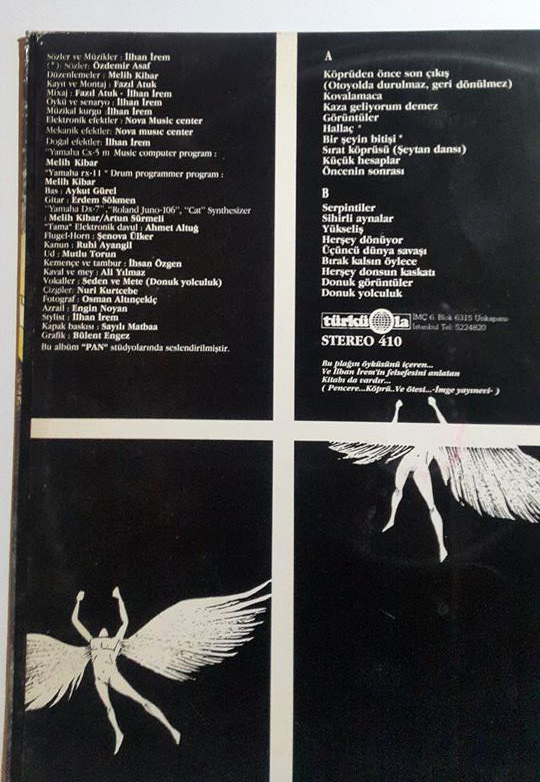 Sözler ve Müzikler : İlhan İrem
(*): Sözler: Özdemir Asaf
Düzenlemeler : Melih Kibar
Kayıt ve Montaj : Fazıl Atuk
Mixaj : Fazıl Atuk - İlhan İrem
Öykü ve senaryo : İlhan İrem
Müzikal kurgu :İlhan İrem
Elektronik efektler : Nova Music center
Mekanik efektler: Nova music center
Doğal efektler: İlhan İrem
"Yamaha Cx-5 m Music computer program :
Melih Kibar
"Yamaha rx-11 " Drum programmer program :
Melih Kibar
Bas : Aykut Gürel
Gitar : Erdem Sökmen
"Yamaha Dx-7","Roland Juno-106", "Cat" Synthesizer
: Melih Kibar/Artun Sürmeli
"Tama" Elektronik davul : Ahmet Altuğ
Flugel-Horn : Şenova Ülker
Kanun : Ruhi Ayangil
Ud : Mutlu Torun
Kemençe ve tambur : İhsan Özgen
Kaval ve mey : Ali Yılmaz
Vokaller : Seden ve Mete (Donuk yolculuk)
Çizgiler: Nuri Kurtcebe
Fotograf : Osman Altınçekiç
Azrail : Engin Noyan
Stylist : İlhan İrem
Kapak baskısı : Sayılı Matbaa
Grafik : Bülent Engez
Bu albüm "PAN" stüdyolarında seslendirilmiştir.
A
Köprüden önce son çıkış
(Otoyolda durulmaz, geri dönülmez)
Kovalamaca
Kaza geliyorum demez
Görüntüler
Hallaç *
Bir şeyin bitişi *
Sırat köprüsü (Şeytan dansı)
Küçük hesaplar
Öncenin sonrası
B
Serpintiler
Sihirli aynalar
Yükseliş
Herşey dönüyor
Üçüncü dünya savaşı
Bırak kalsın öylece
Herşey donsun kaskatı
Donuk görüntüler
Donuk yolculuk
türküola İMÇ 6. Blok 6315 Unkapanı-
İstanbul Tel: 5224820
STEREO 410
Bu plağın öyküsünü içeren...
Ve İlhan İrem'in felsefesini anlatan
Kitabı da vardır...
( Pencere...Köprü..Ve ötesi...-İmge yayınevi- )